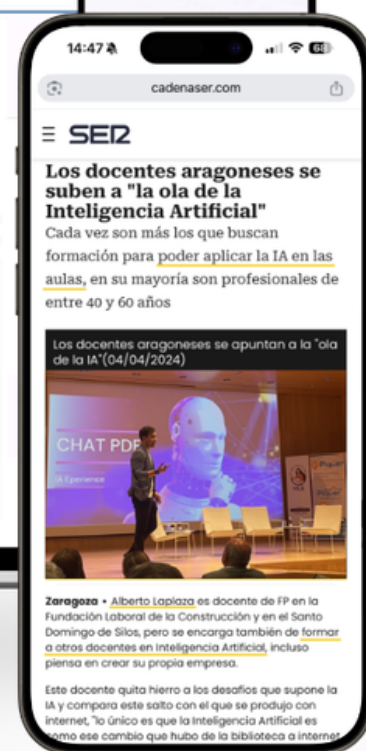 14:47
68
cadenaser.com
SER
Los docentes aragoneses se
suben a "la ola de la
Inteligencia Artificial"
Cada vez son más los que buscan
formación para poder aplicar la IA en las
aulas, en su mayoría son profesionales de
entre 40 y 60 años
Los docentes aragoneses se apuntan a la "ola
de la IA"(04/04/2024)
CHAT PDF
IA Experience
Zaragoza • Alberto Laplaza es docente de FP en la
Fundación Laboral de la Construcción y en el Santo
Domingo de Silos, pero se encarga también de formar
a otros docentes en Inteligencia Artificial, incluso
piensa en crear su propia empresa.
Este docente quita hierro a los desafíos que supone la
IA y compara este salto con el que se produjo con
internet, "lo único es que la Inteligencia Artificial es
como ese cambio que hubo de la biblioteca a internet